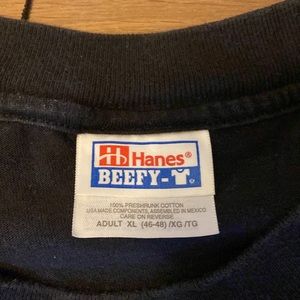 Hanes®
BEEFY-T®
100% PRESHRUNK COTTON
USA MADE COMPONENTS, ASSEMBLED IN MEXICO
CARE ON REVERSE
ADULT XL (46-48) /XG /TG